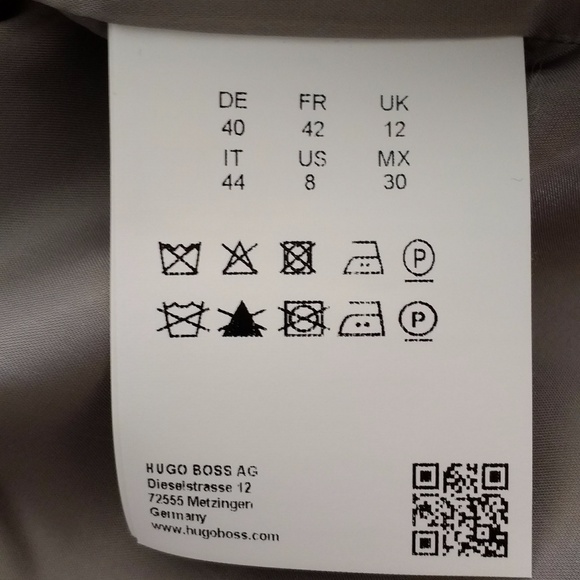 DE FR UK
40 42 12
IT US MX
44 8 30
P
P
HUGO BOSS AG
Dieselstrasse 12
72555 Metzingen
Germany
www.hugoboss.com